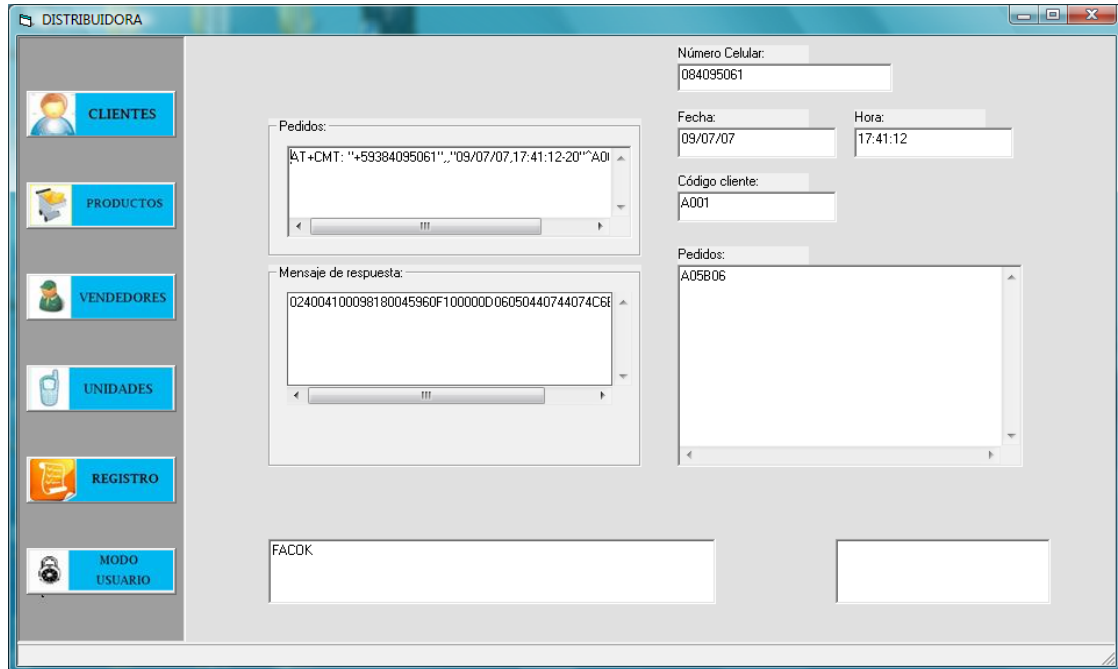 DISTRIBUIDORA
CLIENTES
PRODUCTOS
VENDEDORES
UNIDADES
REGISTRO
MODO
USUARIO
Pedidos:
AT+CMT: "+59384095061",,"09/07/07,17:41:12-20"^A0
Mensaje de respuesta:
024004100098180045960F100000D06050440744074C6
FACOK
Número Celular:
084095061
Fecha:
09/07/07
Hora:
17:41:12
Código cliente:
A001
Pedidos:
A05B06